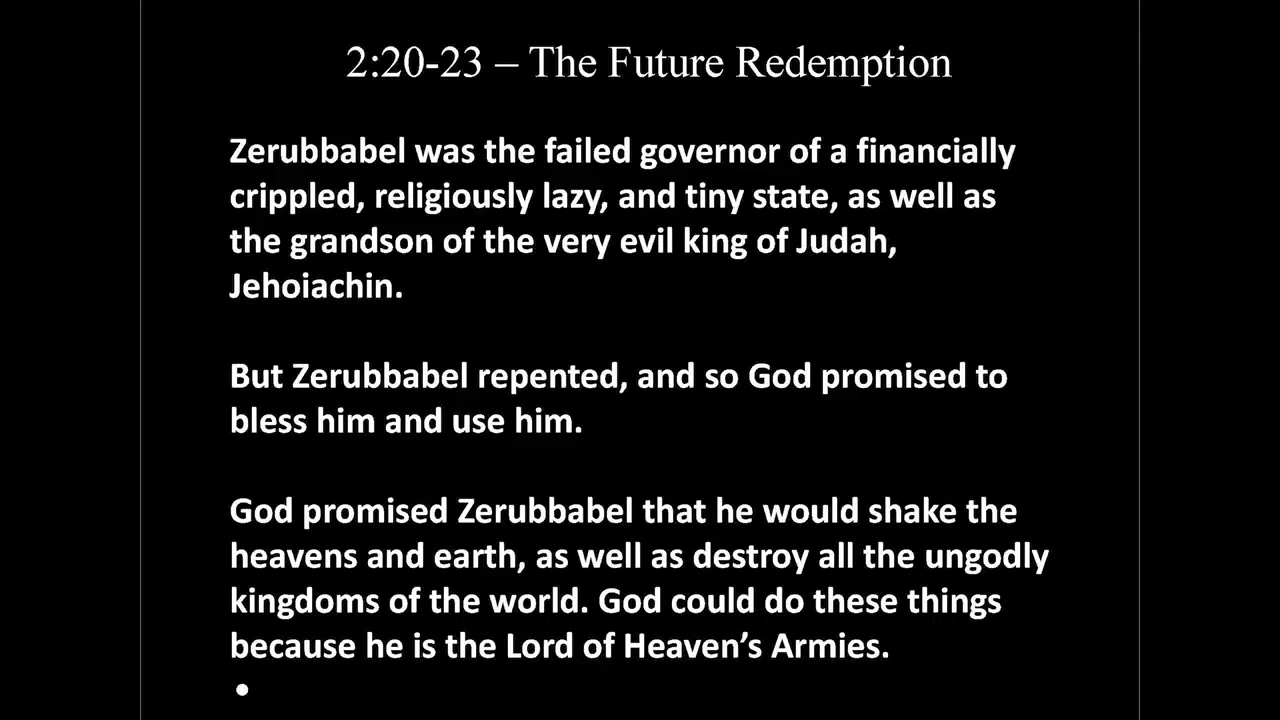 2:20-23 – The Future Redemption
Zerubbabel was the failed governor of a financially
crippled, religiously lazy, and tiny state, as well as
the grandson of the very evil king of Judah,
Jehoiachin.
But Zerubbabel repented, and so God promised to
bless him and use him.
God promised Zerubbabel that he would shake the
heavens and earth, as well as destroy all the ungodly
kingdoms of the world. God could do these things
because he is the Lord of Heaven’s Armies.
•